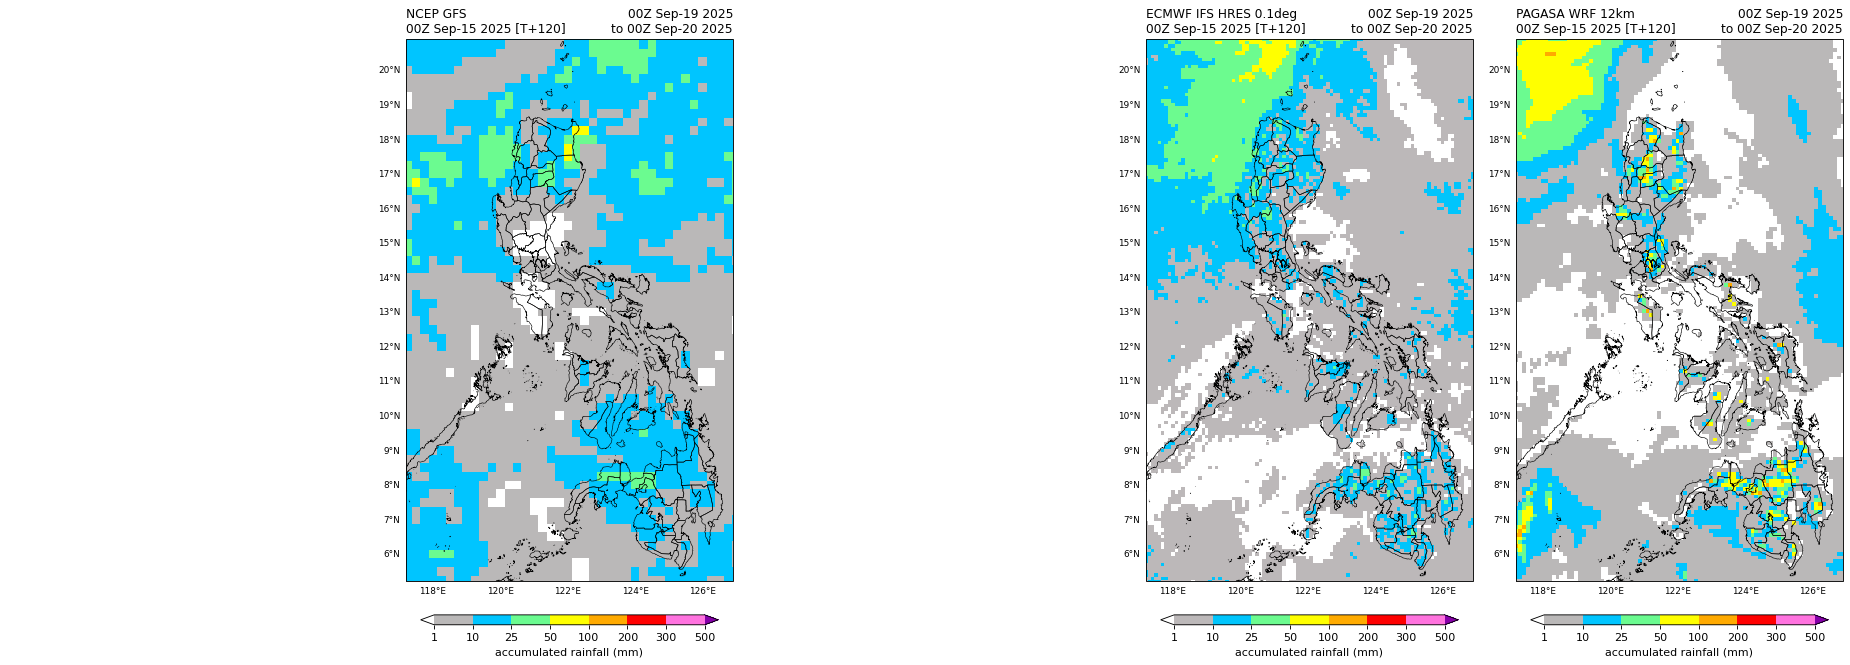 NCEP GFS 00Z Sep-19 2025
00Z Sep-15 2025 [T+120] to 00Z Sep-20 2025
20°N
19°N
18°N
17°N
16°N
15°N
14°N
13°N
12°N
11°N
10°N
9°N
8°N
7°N
6°N
118°E 120°E 122°E 124°E 126°E
1 10 25 50 100 200 300 500
accumulated rainfall (mm)
ECMWF IFS HRES 0.1deg 00Z Sep-19 2025
00Z Sep-15 2025 [T+120] to 00Z Sep-20 2025
20°N
19°N
18°N
17°N
16°N
15°N
14°N
13°N
12°N
11°N
10°N
9°N
8°N
7°N
6°N
118°E 120°E 122°E 124°E 126°E
1 10 25 50 100 200 300 500
accumulated rainfall (mm)
PAGASA WRF 12km 00Z Sep-19 2025
00Z Sep-15 2025 [T+120] to 00Z Sep-20 2025
20°N
19°N
18°N
17°N
16°N
15°N
14°N
13°N
12°N
11°N
10°N
9°N
8°N
7°N
6°N
118°E 120°E 122°E 124°E 126°E
1 10 25 50 100 200 300 500
accumulated rainfall (mm)